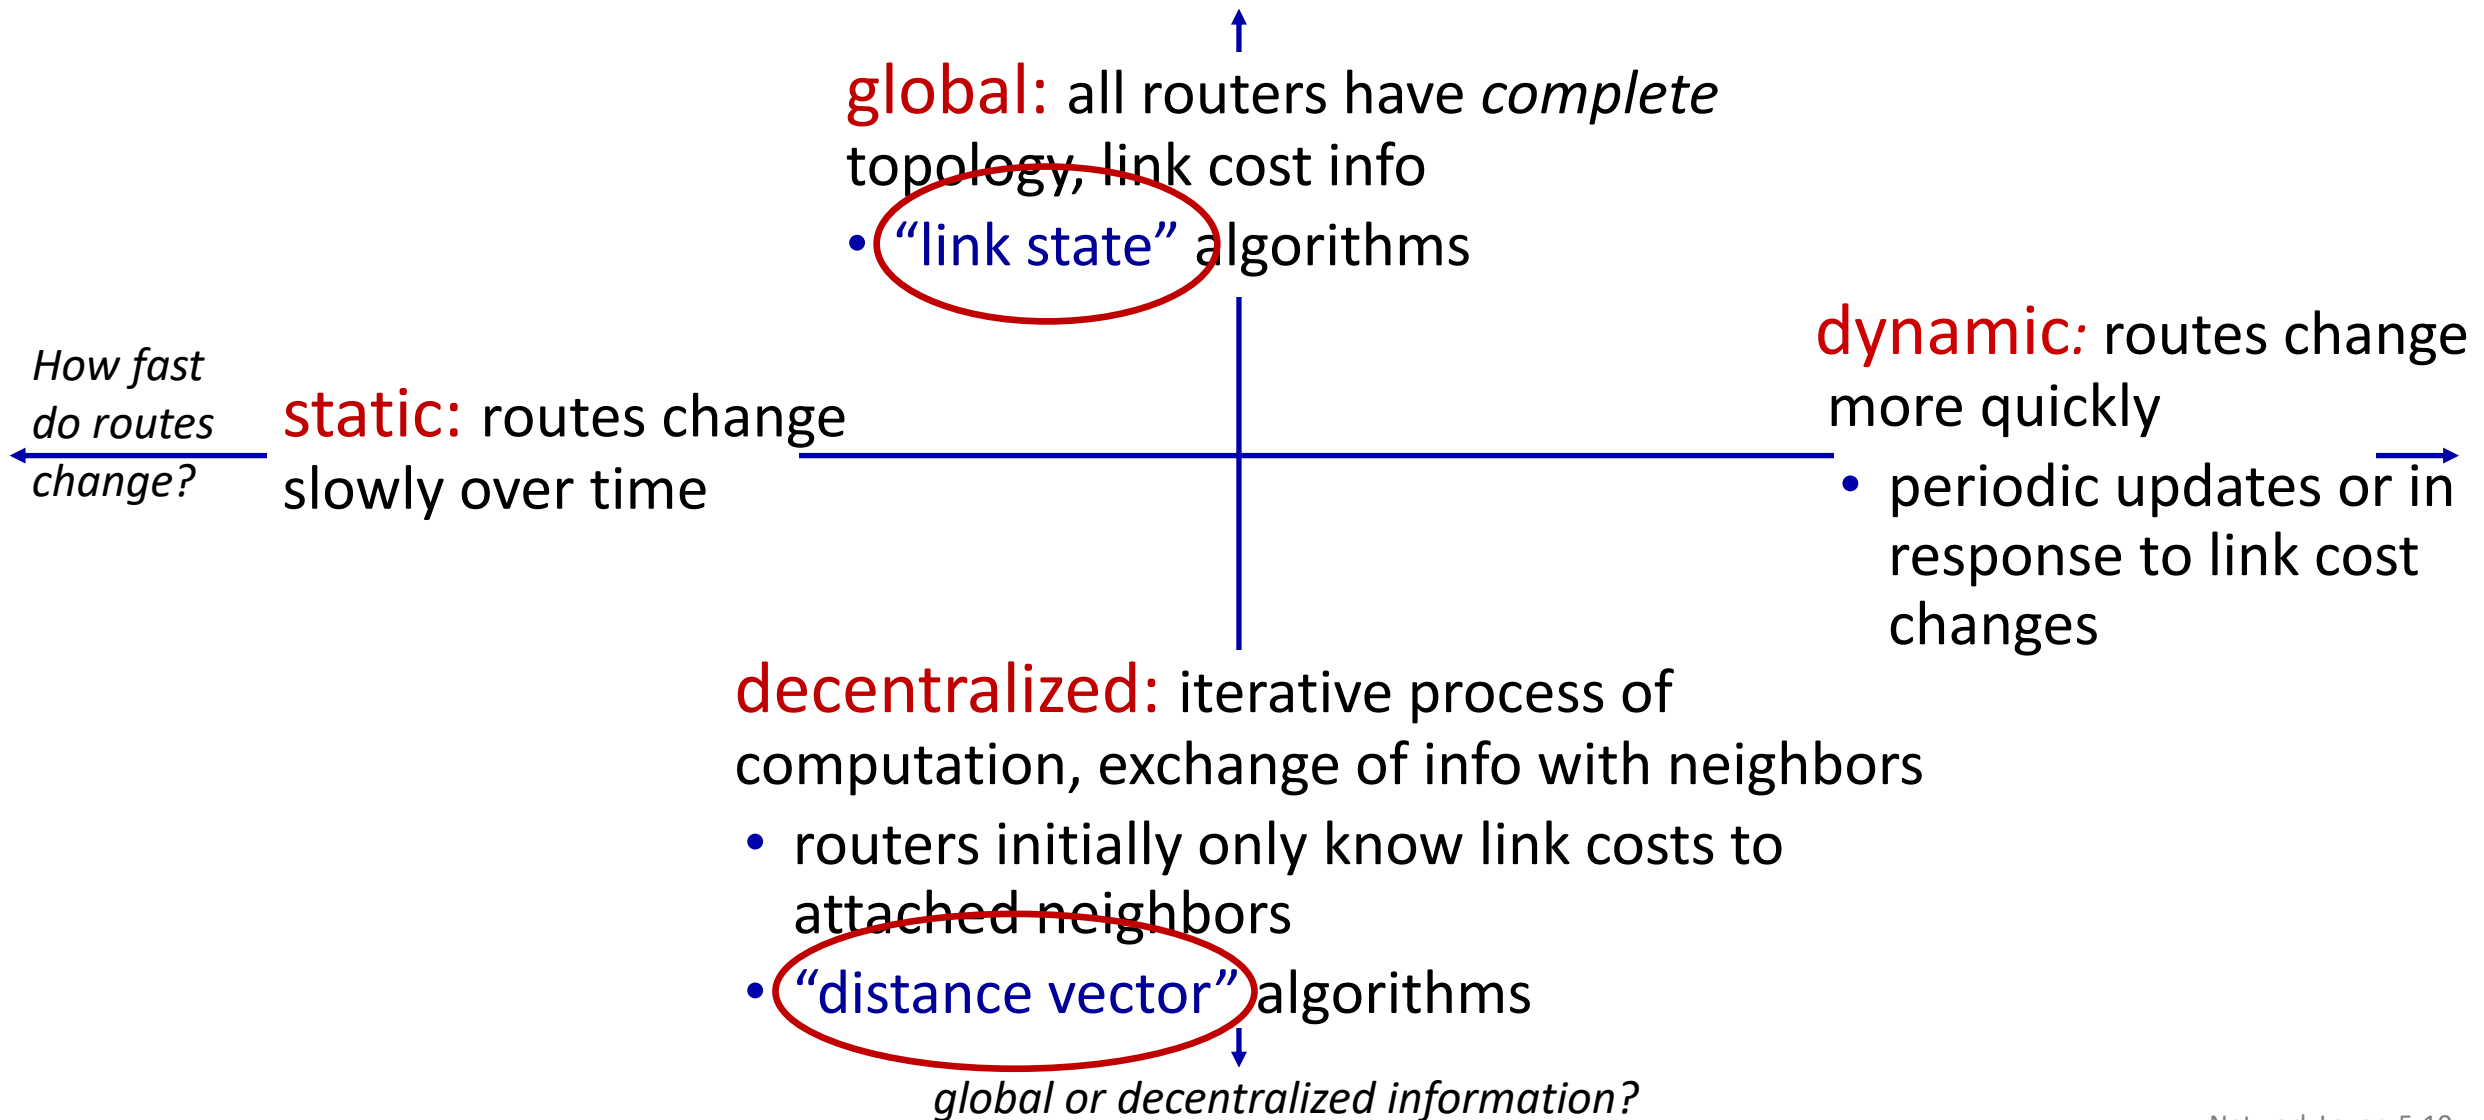 global: all routers have complete
topology, link cost info
• “link state” algorithms
How fast
do routes
change?
static: routes change
slowly over time
dynamic: routes change
more quickly
• periodic updates or in
response to link cost
changes
decentralized: iterative process of
computation, exchange of info with neighbors
• routers initially only know link costs to
attached neighbors
• “distance vector” algorithms
global or decentralized information?